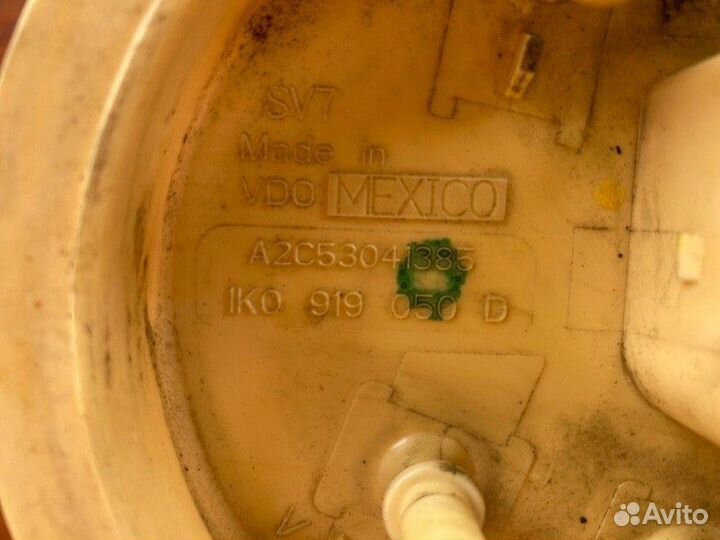 SV7
Made in
VDO MEXICO
A2C53041385
1K0 919 050 D
V
Avito